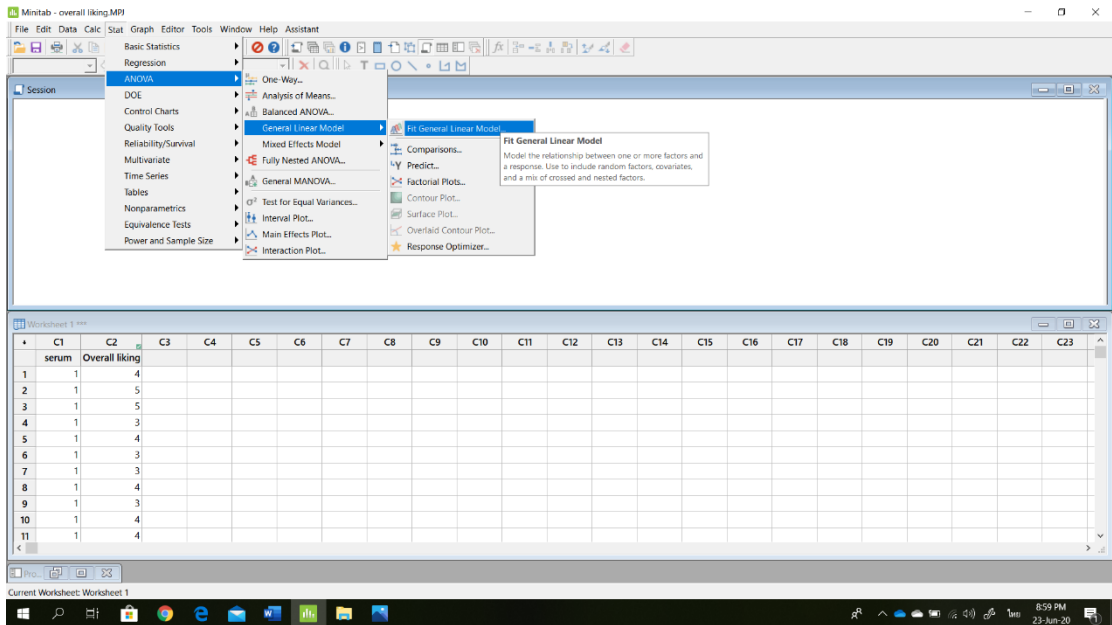 Minitab - overall liking.MPJ
File Edit Data Calc Stat Graph Editor Tools Window Help Assistant
Basic Statistics
Regression
ANOVA
DOE
Control Charts
Quality Tools
Reliability/Survival
Multivariate
Time Series
Tables
Nonparametrics
Equivalence Tests
Power and Sample Size
One-Way...
Analysis of Means...
Balanced ANOVA...
General Linear Model
Mixed Effects Model
Fully Nested ANOVA...
General MANOVA...
σ² Test for Equal Variances...
Interval Plot...
Main Effects Plot...
Interaction Plot...
Fit General Linear Model...
Comparisons...
Predict...
Factorial Plots...
Contour Plot...
Surface Plot...
Overlaid Contour Plot...
Response Optimizer...
Fit General Linear Model
Model the relationship between one or more factors and
a response. Use to include random factors, covariates,
and a mix of crossed and nested factors.
Session
Worksheet 1 ***
C1 C2 C3 C4 C5 C6 C7 C8 C9 C10 C11 C12 C13 C14 C15 C16 C17 C18 C19 C20 C21 C22 C23
serum Overall liking
1 1 4
2 1 5
3 1 5
4 1 3
5 1 4
6 1 3
7 1 3
8 1 4
9 1 3
10 1 4
11 1 4
Pro...
Current Worksheet: Worksheet 1
ไทย
8:59 PM
23-Jun-20